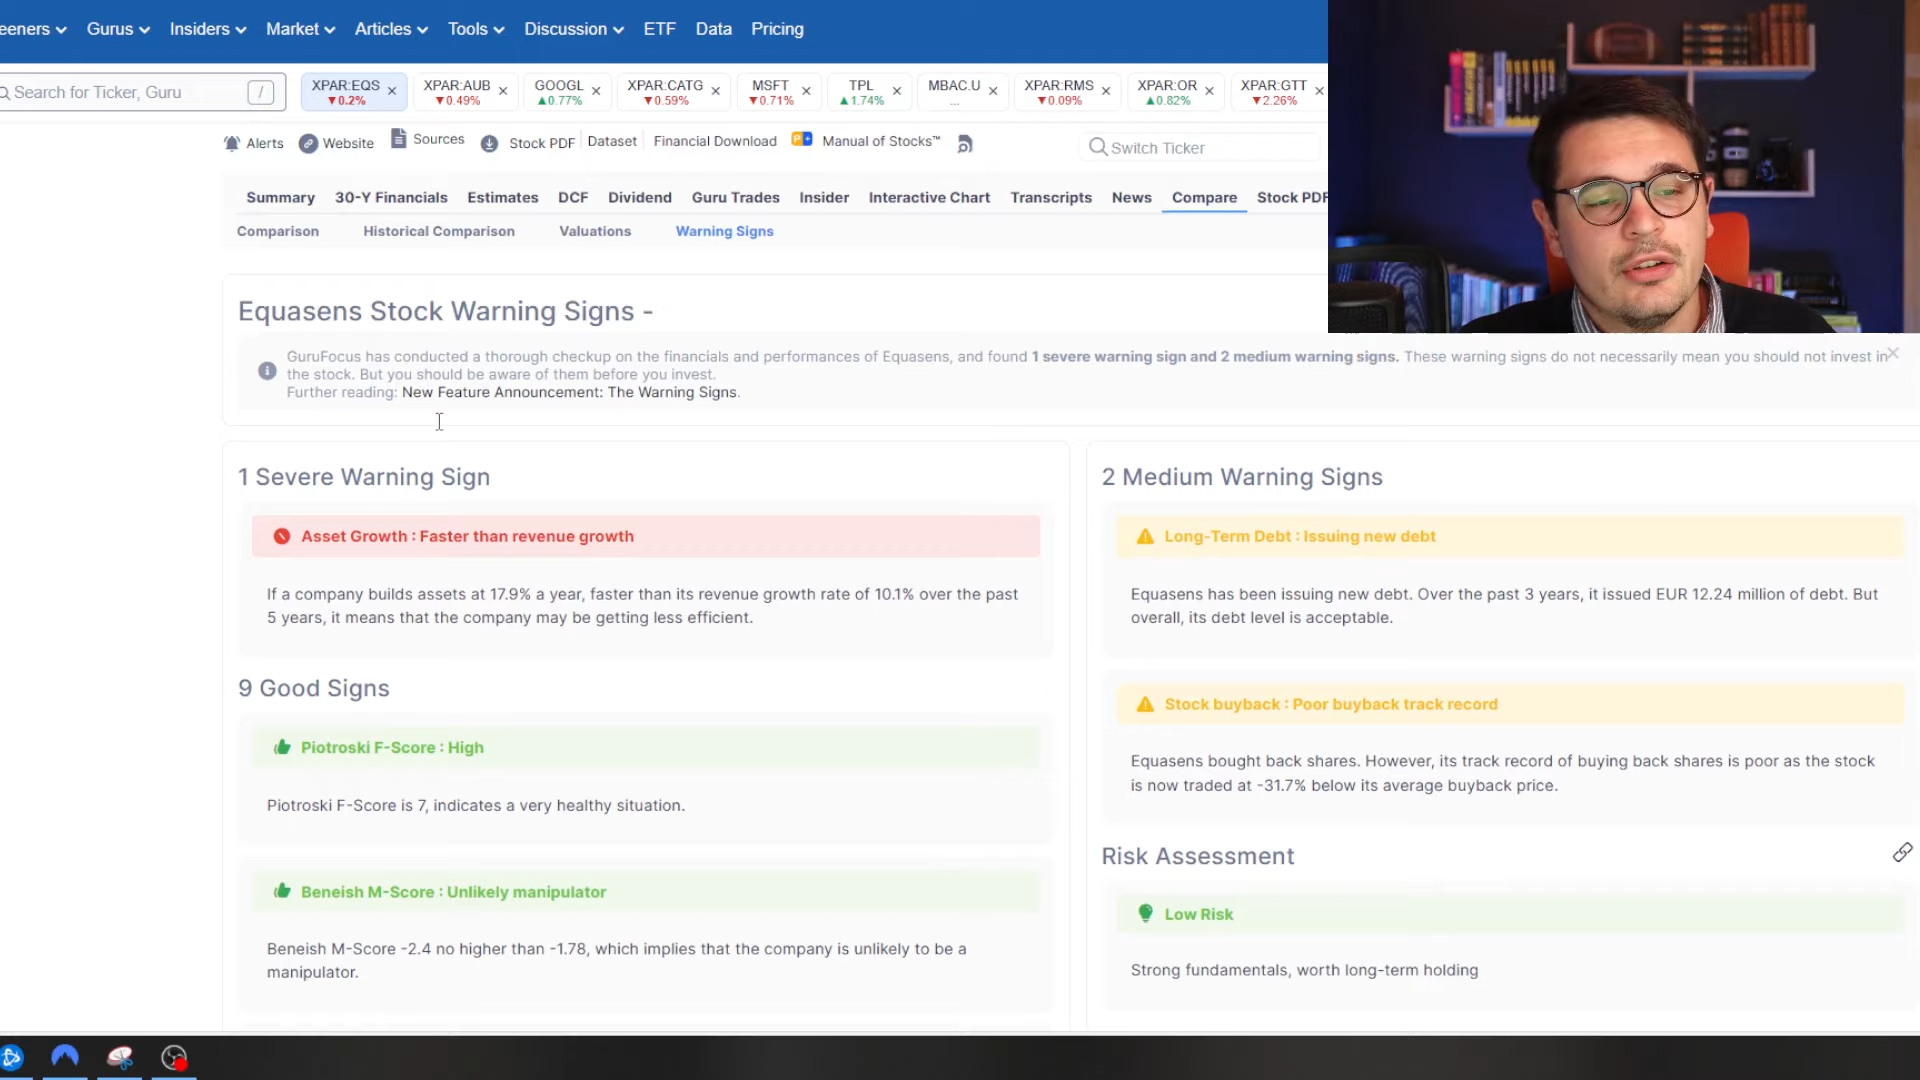 eeners Gurus Insiders Market Articles Tools Discussion ETF Data Pricing
Search for Ticker, Guru /
XPAR:EQS XPAR:AUB GOOGL XPAR:CATG MSFT TPL MBAC.U XPAR:RMS XPAR:OR XPAR:GTT
▼0.2% ▼0.49% ▲0.77% ▼0.59% ▼0.71% ▲1.74% ... ▼0.09% ▲0.82% ▼2.26%
Alerts Website Sources Stock PDF Dataset Financial Download Manual of Stocks™ Switch Ticker
Summary 30-Y Financials Estimates DCF Dividend Guru Trades Insider Interactive Chart Transcripts News Compare Stock PDF
Comparison Historical Comparison Valuations Warning Signs
Equasens Stock Warning Signs -
GuruFocus has conducted a thorough checkup on the financials and performances of Equasens, and found 1 severe warning sign and 2 medium warning signs. These warning signs do not necessarily mean you should not invest in
the stock. But you should be aware of them before you invest.
Further reading: New Feature Announcement: The Warning Signs.
1 Severe Warning Sign
Asset Growth : Faster than revenue growth
If a company builds assets at 17.9% a year, faster than its revenue growth rate of 10.1% over the past
5 years, it means that the company may be getting less efficient.
9 Good Signs
Piotroski F-Score : High
Piotroski F-Score is 7, indicates a very healthy situation.
Beneish M-Score : Unlikely manipulator
Beneish M-Score -2.4 no higher than -1.78, which implies that the company is unlikely to be a
manipulator.
2 Medium Warning Signs
Long-Term Debt : Issuing new debt
Equasens has been issuing new debt. Over the past 3 years, it issued EUR 12.24 million of debt. But
overall, its debt level is acceptable.
Stock buyback : Poor buyback track record
Equasens bought back shares. However, its track record of buying back shares is poor as the stock
is now traded at -31.7% below its average buyback price.
Risk Assessment
Low Risk
Strong fundamentals, worth long-term holding